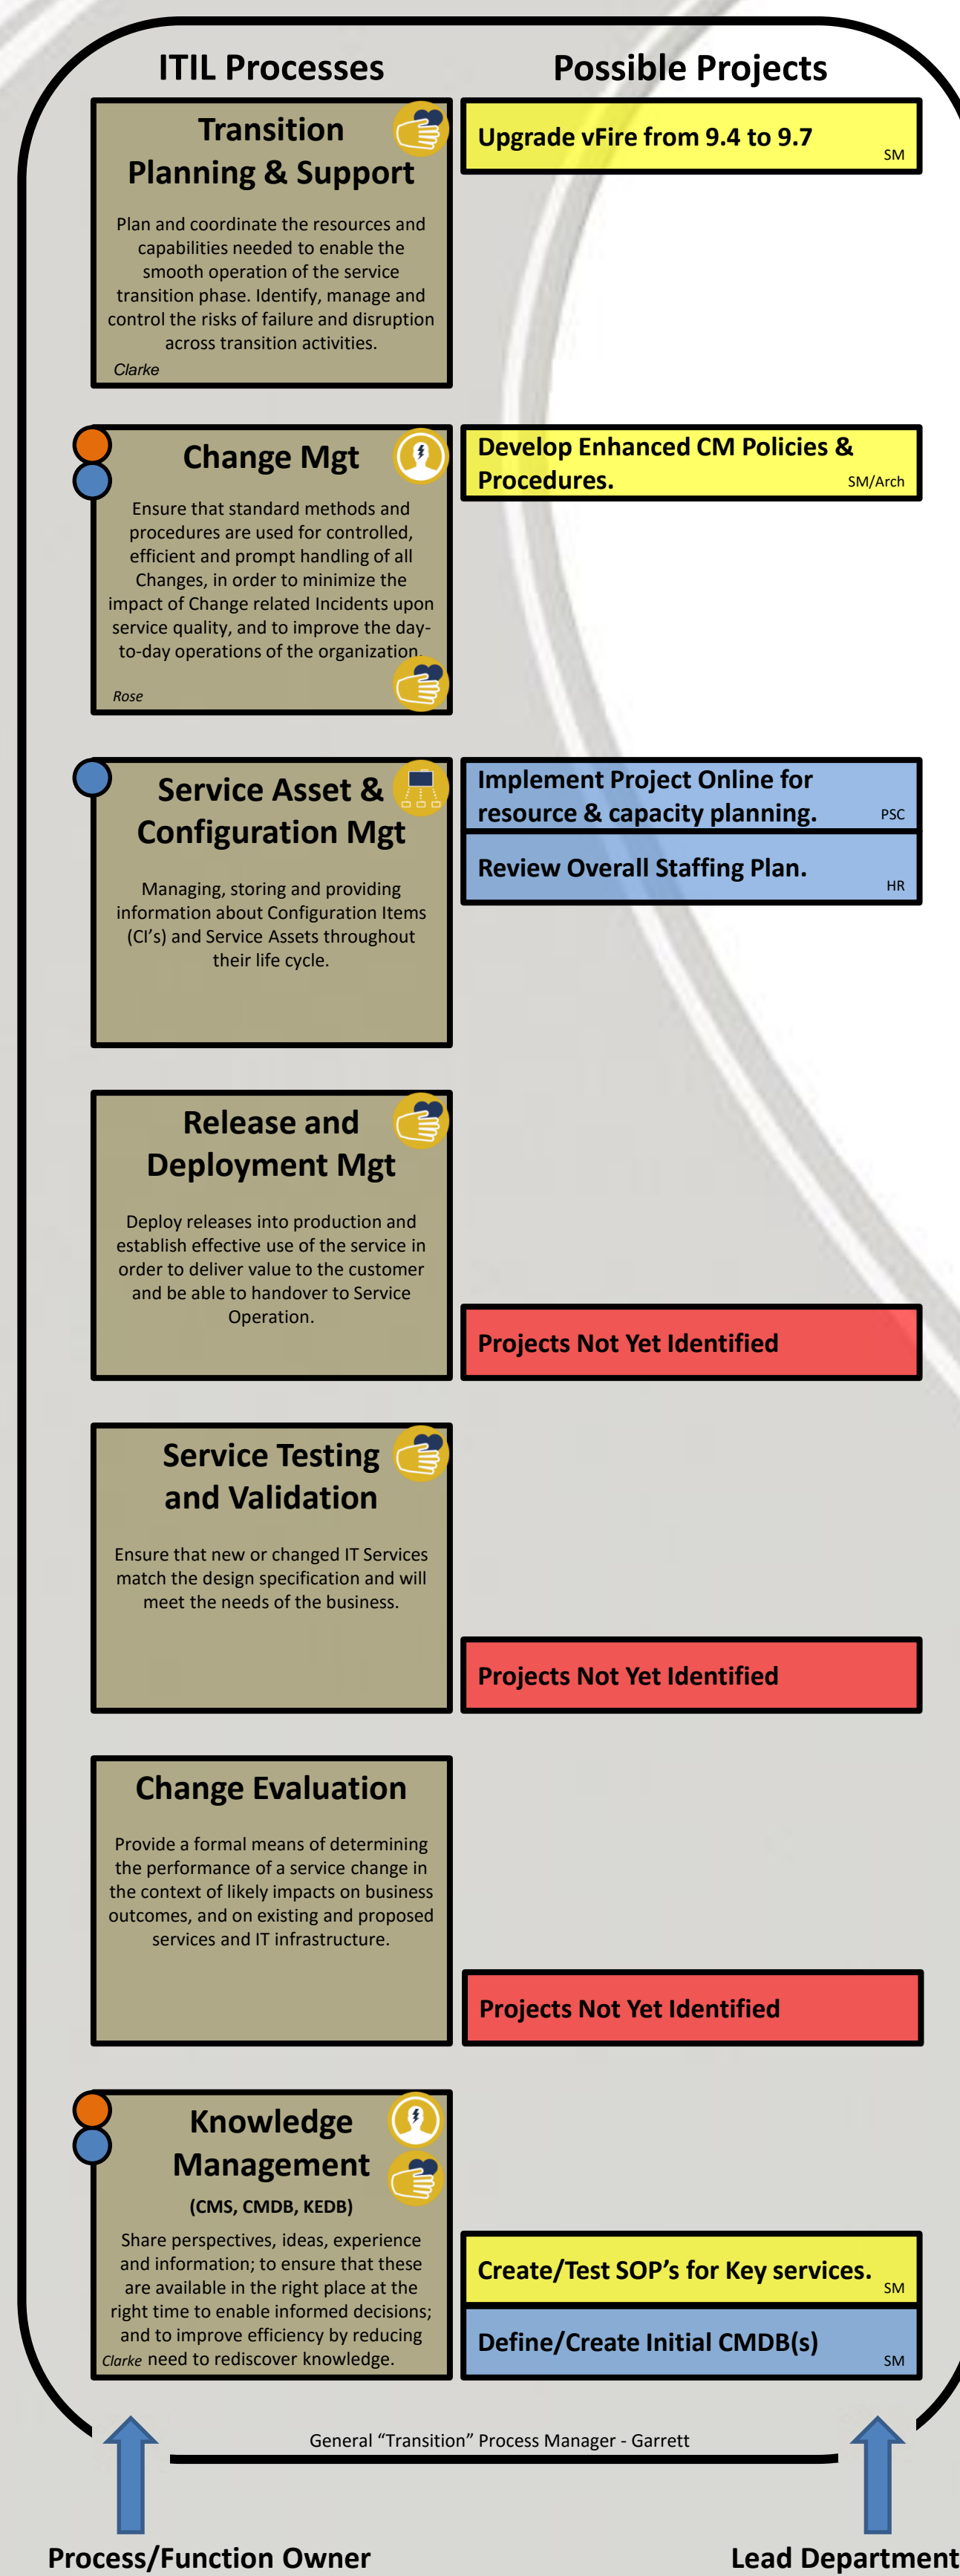 ITIL Processes
Possible Projects
Transition
Planning & Support
Plan and coordinate the resources and
capabilities needed to enable the
smooth operation of the service
transition phase. Identify, manage and
control the risks of failure and disruption
across transition activities.
Clarke
Upgrade vFire from 9.4 to 9.7
SM
Change Mgt
Ensure that standard methods and
procedures are used for controlled,
efficient and prompt handling of all
Changes, in order to minimize the
impact of Change related Incidents upon
service quality, and to improve the day-
to-day operations of the organization.
Rose
Develop Enhanced CM Policies &
Procedures.
SM/Arch
Service Asset &
Configuration Mgt
Managing, storing and providing
information about Configuration Items
(CI’s) and Service Assets throughout
their life cycle.
Implement Project Online for
resource & capacity planning.
PSC
Review Overall Staffing Plan.
HR
Release and
Deployment Mgt
Deploy releases into production and
establish effective use of the service in
order to deliver value to the customer
and be able to handover to Service
Operation.
Projects Not Yet Identified
Service Testing
and Validation
Ensure that new or changed IT Services
match the design specification and will
meet the needs of the business.
Projects Not Yet Identified
Change Evaluation
Provide a formal means of determining
the performance of a service change in
the context of likely impacts on business
outcomes, and on existing and proposed
services and IT infrastructure.
Projects Not Yet Identified
Knowledge
Management
(CMS, CMDB, KEDB)
Share perspectives, ideas, experience
and information; to ensure that these
are available in the right place at the
right time to enable informed decisions;
and to improve efficiency by reducing
need to rediscover knowledge.
Clarke
Create/Test SOP’s for Key services.
SM
Define/Create Initial CMDB(s)
SM
General “Transition” Process Manager - Garrett
Process/Function Owner
Lead Department